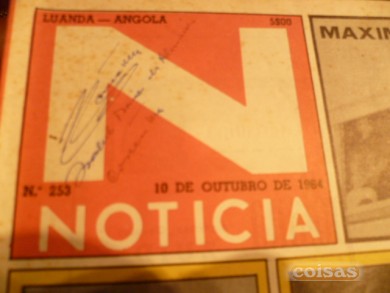 LUANDA — ANGOLA 5$00
MAXIM
N
N.º 253 10 DE OUTUBRO DE 1964
NOTICIA
coisas